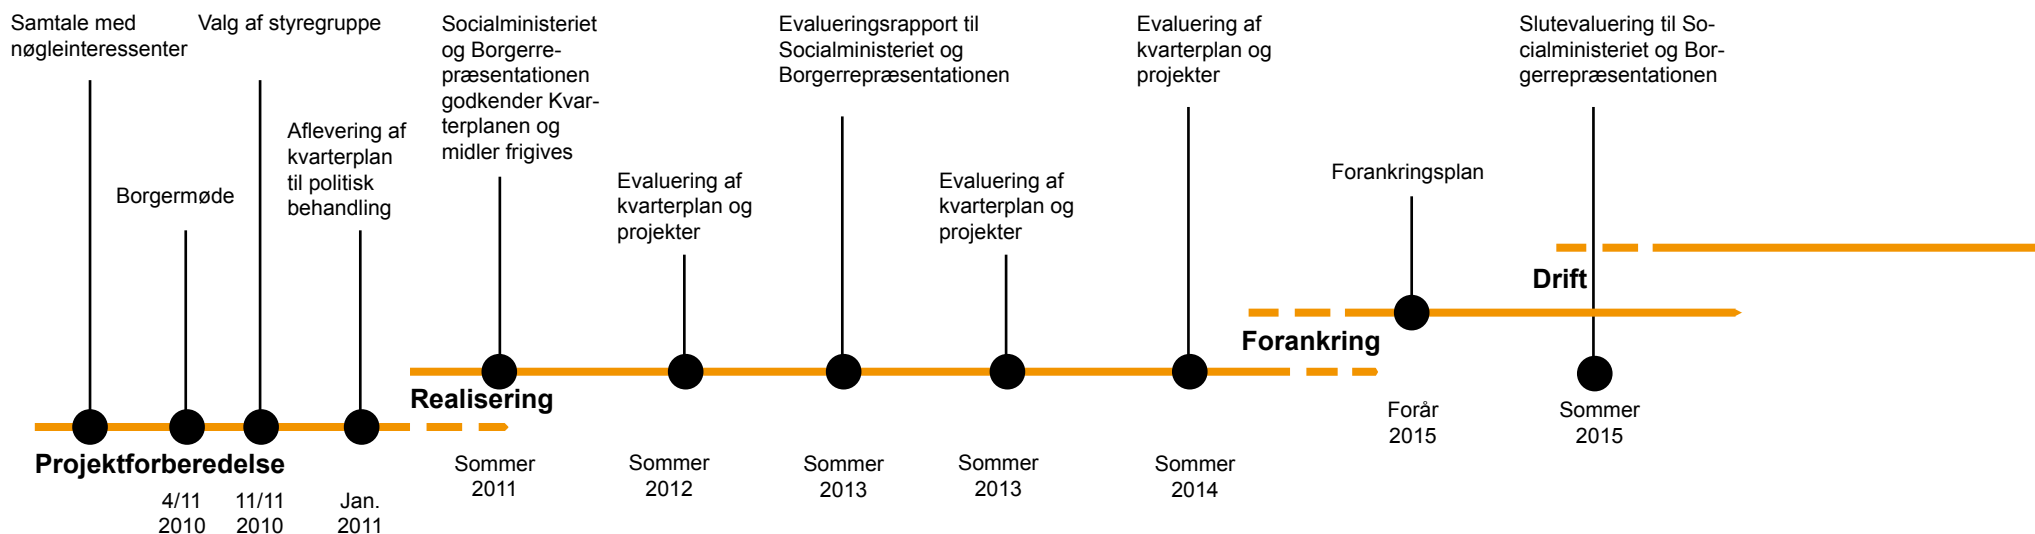 Samtale med
nøgleinteressenter
Valg af styregruppe
Socialministeriet
og Borgerre-
præsentationen
godkender Kvar-
terplanen og
midler frigives
Evalueringsrapport til
Socialministeriet og
Borgerrepræsentationen
Evaluering af
kvarterplan og
projekter
Slutevaluering til So-
cialministeriet og Bor-
gerrepræsentationen
Borgermøde
Aflevering af
kvarterplan
til politisk
behandling
Evaluering af
kvarterplan og
projekter
Evaluering af
kvarterplan og
projekter
Forankringsplan
Drift
Forankring
Realisering
Projektforberedelse
4/11
2010
11/11
2010
Jan.
2011
Sommer
2011
Sommer
2012
Sommer
2013
Sommer
2013
Sommer
2014
Forår
2015
Sommer
2015